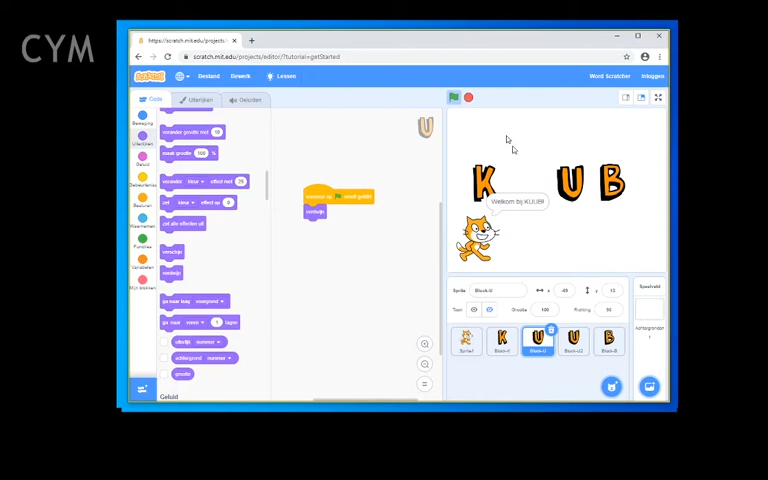 CYM
https://scratch.mit.edu/projects
scratch.mit.edu/projects/editor/?tutorial=getStarted
Bestand
Bewerk
Lessen
Word Scratcher
Inloggen
Code
Uiterlijken
Geluiden
Beweging
Uiterlijken
Geluid
Gebeurtenissen
Besturen
Waarnemen
Functies
Variabelen
Mijn blokken
verander grootte met 10
maak grootte 100 %
verander kleur effect met 25
zet kleur effect op 0
zet alle effecten uit
verschijn
verdwijn
ga naar laag voorgrond
ga naar voren 1 lagen
uiterlijk nummer
achtergrond nummer
grootte
Geluid
wanneer op wordt geklikt
verdwijn
K U B
Welkom bij KUUB!
Sprite
Block-U
x
y
13
Toon
Grootte
100
Richting
90
Speelveld
Sprite1
Block-K
Block-U
Block-U2
Block-B